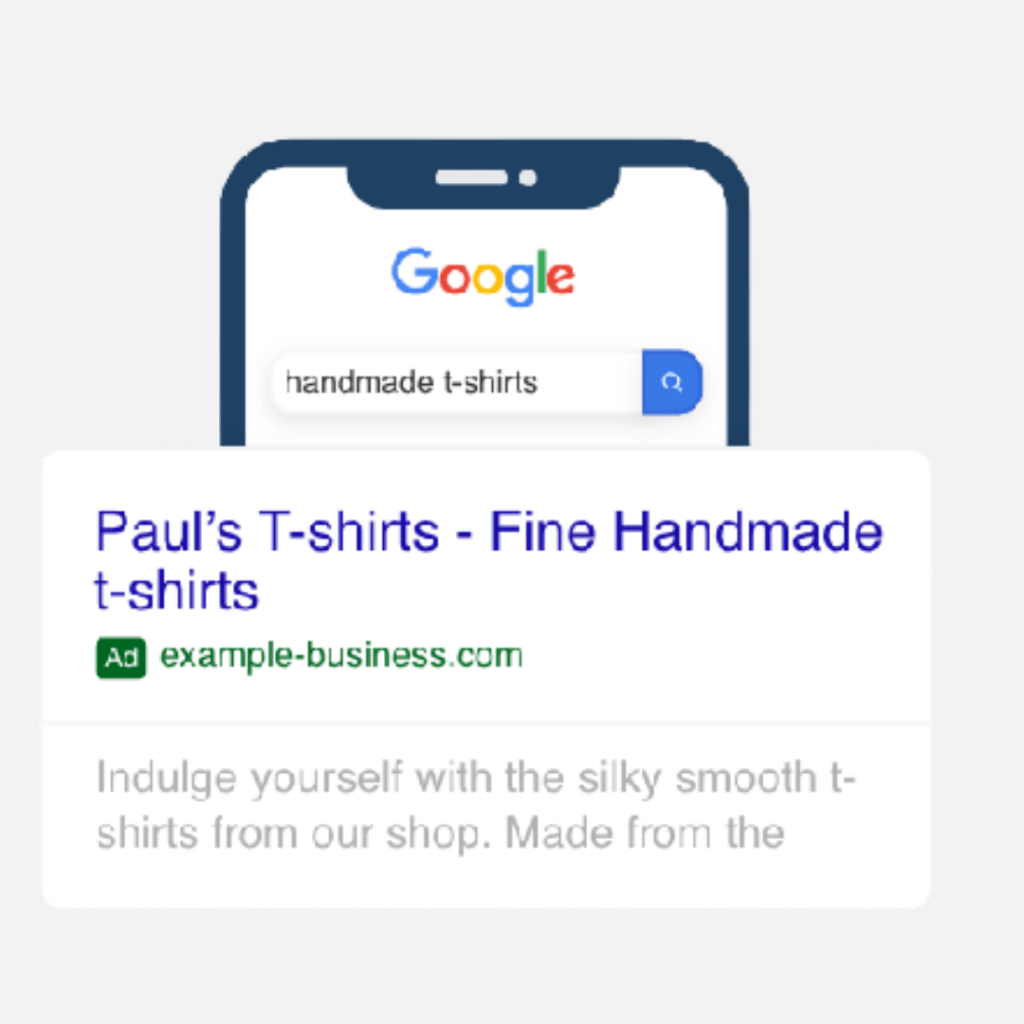 Google
handmade t-shirts
Paul’s T-shirts - Fine Handmade
t-shirts
Ad example-business.com
Indulge yourself with the silky smooth t-
shirts from our shop. Made from the